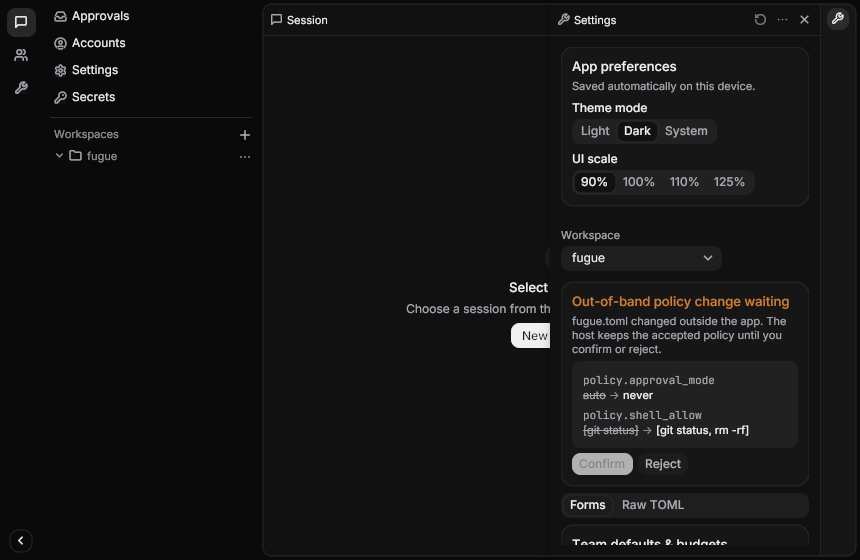 Approvals
Accounts
Settings
Secrets
Workspaces
fugue
Session
Select
Choose a session from th
New
Settings
App preferences
Saved automatically on this device.
Theme mode
Light Dark System
UI scale
90% 100% 110% 125%
Workspace
fugue
Out-of-band policy change waiting
fugue.toml changed outside the app. The
host keeps the accepted policy until you
confirm or reject.
policy.approval_mode
auto → never
policy.shell_allow
[git status] → [git status, rm -rf]
Confirm Reject
Forms Raw TOML
Team defaults & budgets